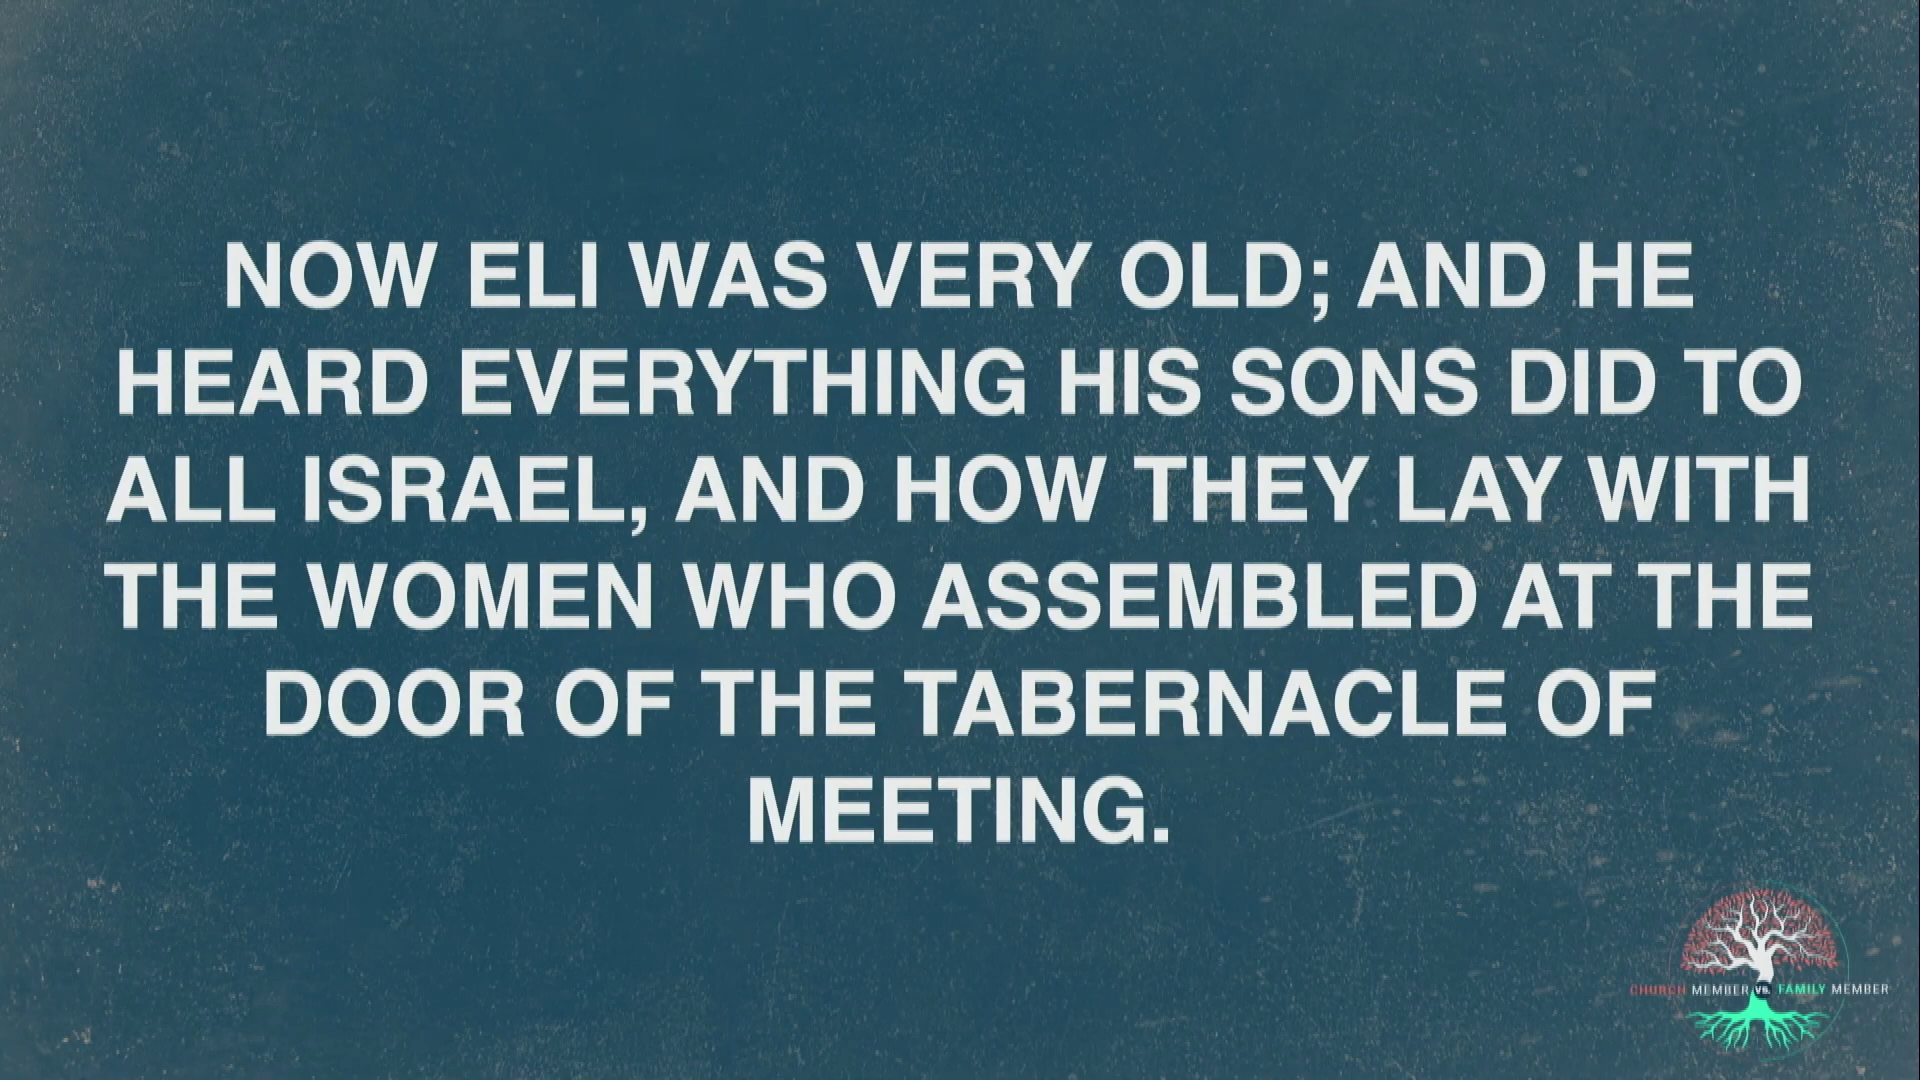 NOW ELI WAS VERY OLD; AND HE
HEARD EVERYTHING HIS SONS DID TO
ALL ISRAEL, AND HOW THEY LAY WITH
THE WOMEN WHO ASSEMBLED AT THE
DOOR OF THE TABERNACLE OF
MEETING.
CHURCH MEMBER VS. FAMILY MEMBER